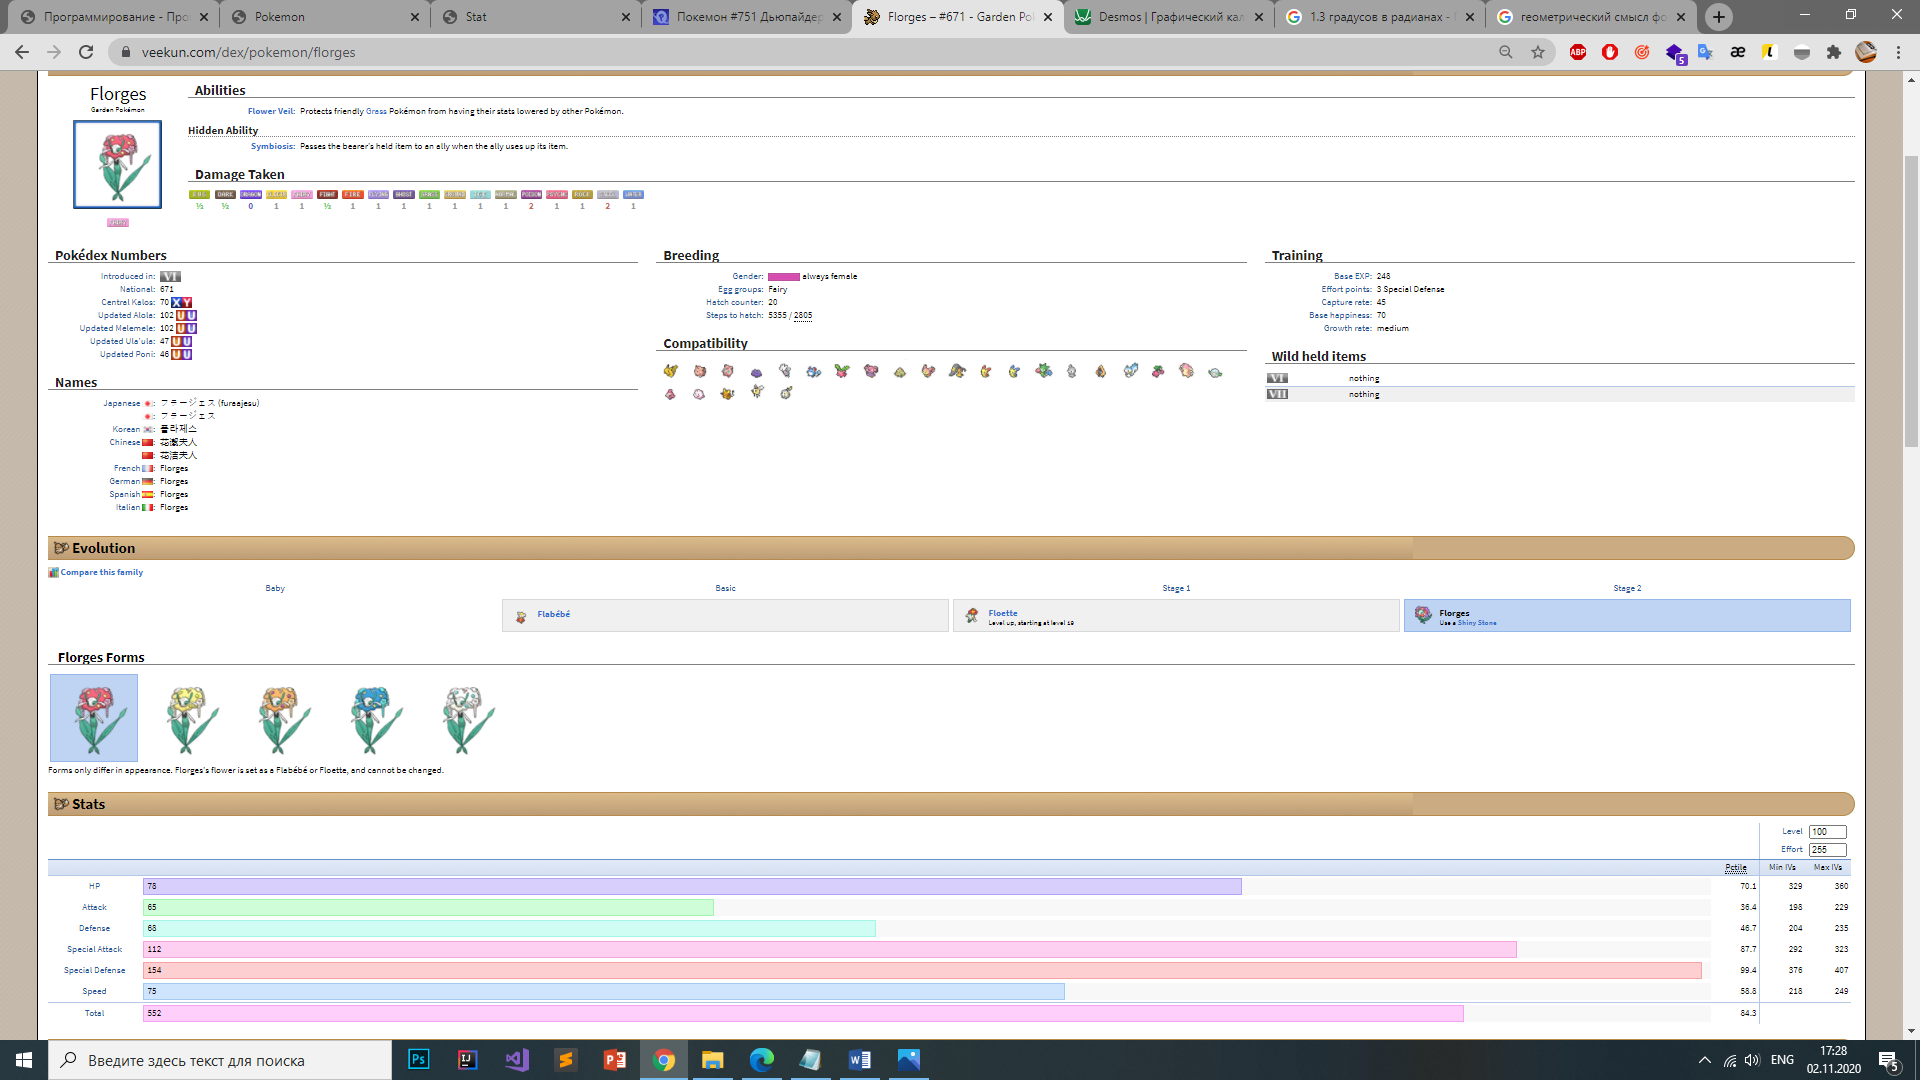 Программирование - Про
Pokemon
Stat
Покемон #751 Дьюпайдер
Florges – #671 - Garden Po
Desmos | Графический кал
1.3 градусов в радианах -
геометрический смысл фо
veekun.com/dex/pokemon/florges
Florges
Garden Pokémon
Abilities
Flower Veil: Protects friendly Grass Pokémon from having their stats lowered by other Pokémon.
Hidden Ability
Symbiosis: Passes the bearer's held item to an ally when the ally uses up its item.
Damage Taken
BUG DARK DRAGON ELECTR FAIRY FIGHT FIRE FLYING GHOST GRASS GROUND ICE NORMAL POISON PSYCHC ROCK STEEL WATER
½ ½ 0 1 1 ½ 1 1 1 1 1 1 1 2 1 1 2 1
FAIRY
Pokédex Numbers
Introduced in: VI
National: 671
Central Kalos: 70 X Y
Updated Alola: 102 U U
Updated Melemele: 102 U U
Updated Ula'ula: 47 U U
Updated Poni: 46 U U
Names
Japanese : フラージェス (furaajesu)
: フラージェス
Korean : 플라제스
Chinese : 花潔夫人
: 花洁夫人
French : Florges
German : Florges
Spanish : Florges
Italian : Florges
Breeding
Gender: always female
Egg groups: Fairy
Hatch counter: 20
Steps to hatch: 5355 / 2805
Compatibility
Training
Base EXP: 248
Effort points: 3 Special Defense
Capture rate: 45
Base happiness: 70
Growth rate: medium
Wild held items
VI nothing
VII nothing
Evolution
Compare this family
Baby Basic Stage 1 Stage 2
Flabébé
Floette
Level up, starting at level 19
Florges
Use a Shiny Stone
Florges Forms
Forms only differ in appearance. Florges's flower is set as a Flabébé or Floette, and cannot be changed.
Stats
Level 100
Effort 255
Pctile Min IVs Max IVs
HP 78 70.1 329 360
Attack 65 36.4 198 229
Defense 68 46.7 204 235
Special Attack 112 87.7 292 323
Special Defense 154 99.4 376 407
Speed 75 58.8 218 249
Total 552 84.3
Введите здесь текст для поиска
ENG
17:28
02.11.2020
5